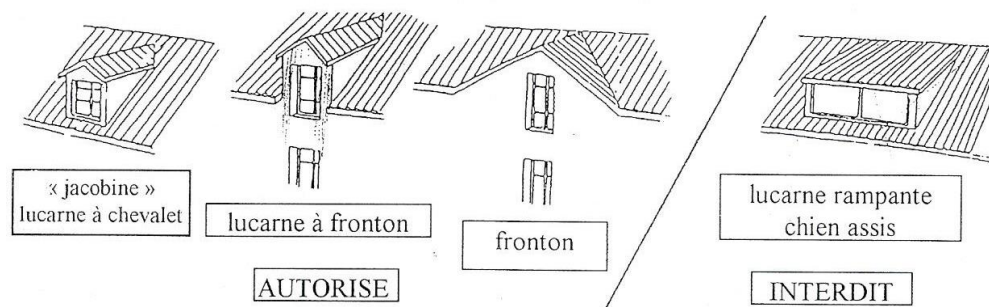 « jacobine »
lucarne à chevalet
lucarne à fronton
fronton
lucarne rampante
chien assis
AUTORISE
INTERDIT